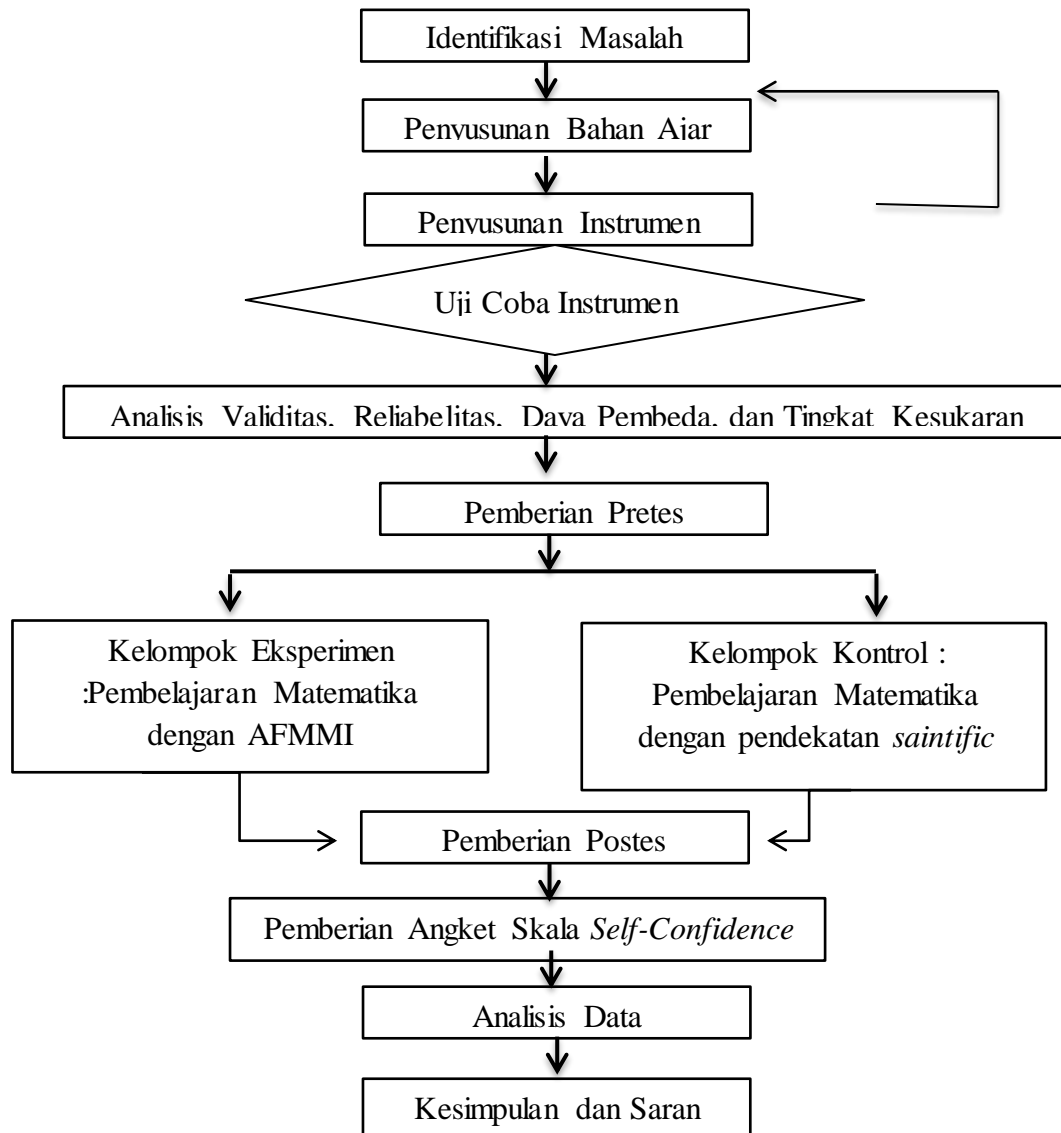 Identifikasi Masalah
Penyusunan Bahan Ajar
Penyusunan Instrumen
Uji Coba Instrumen
Analisis Validitas, Reliabelitas, Daya Pembeda, dan Tingkat Kesukaran
Pemberian Pretes
Kelompok Eksperimen
:Pembelajaran Matematika
dengan AFMMI
Kelompok Kontrol :
Pembelajaran Matematika
dengan pendekatan saintific
Pemberian Postes
Pemberian Angket Skala Self-Confidence
Analisis Data
Kesimpulan dan Saran